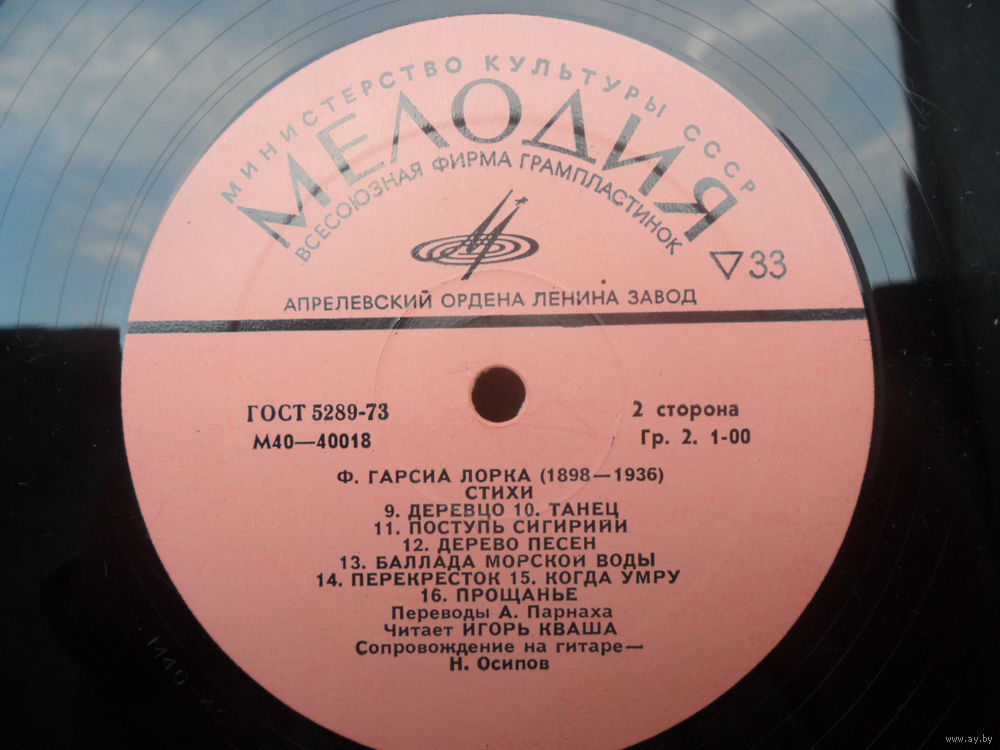 МИНИСТЕРСТВО КУЛЬТУРЫ СССР
МЕЛОДИЯ
ВСЕСОЮЗНАЯ ФИРМА ГРАМПЛАСТИНОК
▽33
АПРЕЛЕВСКИЙ ОРДЕНА ЛЕНИНА ЗАВОД
ГОСТ 5289-73
М40—40018
2 сторона
Гр. 2. 1-00
Ф. ГАРСИА ЛОРКА (1898—1936)
СТИХИ
9. ДЕРЕВЦО 10. ТАНЕЦ
11. ПОСТУПЬ СИГИРИЙИ
12. ДЕРЕВО ПЕСЕН
13. БАЛЛАДА МОРСКОЙ ВОДЫ
14. ПЕРЕКРЕСТОК 15. КОГДА УМРУ
16. ПРОЩАНЬЕ
Переводы А. Парнаха
Читает ИГОРЬ КВАША
Сопровождение на гитаре—
Н. Осипов
www.ay.by